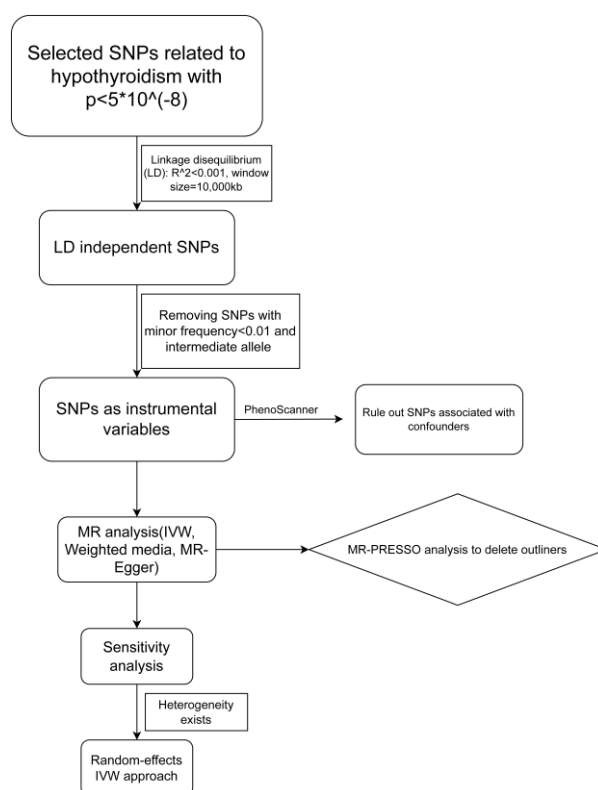 Selected SNPs related to
hypothyroidism with
p<5*10^(-8)
Linkage disequilibrium
(LD): R^2<0.001, window
size=10,000kb
LD independent SNPs
Removing SNPs with
minor frequency<0.01 and
intermediate allele
SNPs as instrumental
variables
PhenoScanner
Rule out SNPs associated with
confounders
MR analysis(IVW,
Weighted media, MR-
Egger)
MR-PRESSO analysis to delete outliners
Sensitivity
analysis
Heterogeneity
exists
Random-effects
IVW approach